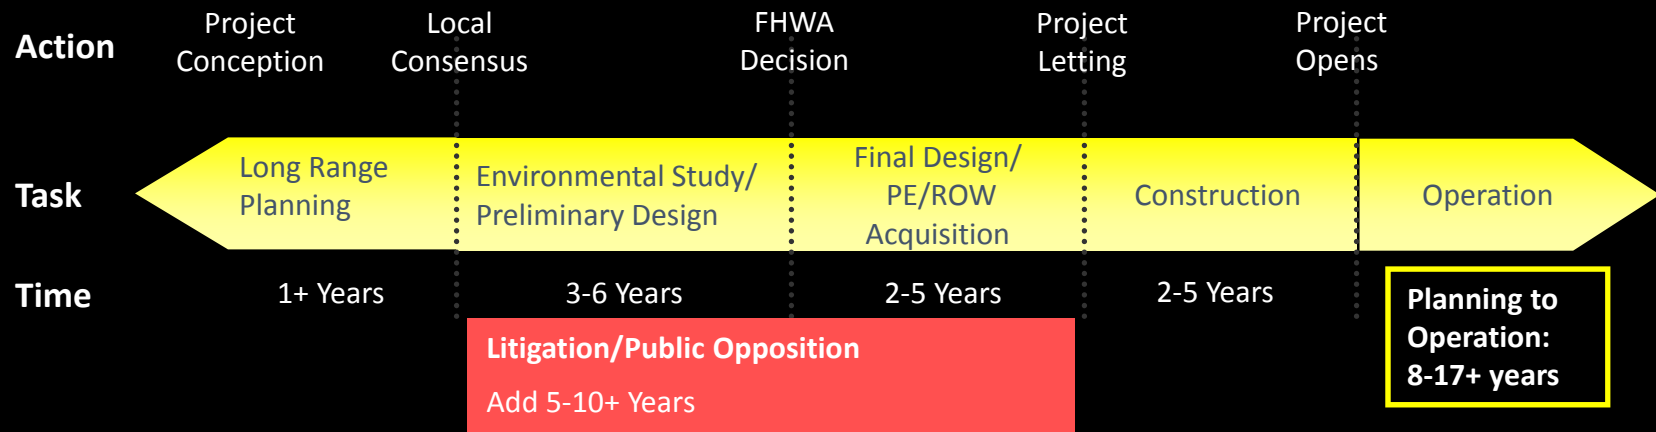 Action
Project
Conception
Local
Consensus
FHWA
Decision
Project
Letting
Project
Opens
Task
Long Range
Planning
Environmental Study/
Preliminary Design
Final Design/
PE/ROW
Acquisition
Construction
Operation
Time
1+ Years
3-6 Years
2-5 Years
2-5 Years
Planning to
Operation:
8-17+ years
Litigation/Public Opposition
Add 5-10+ Years